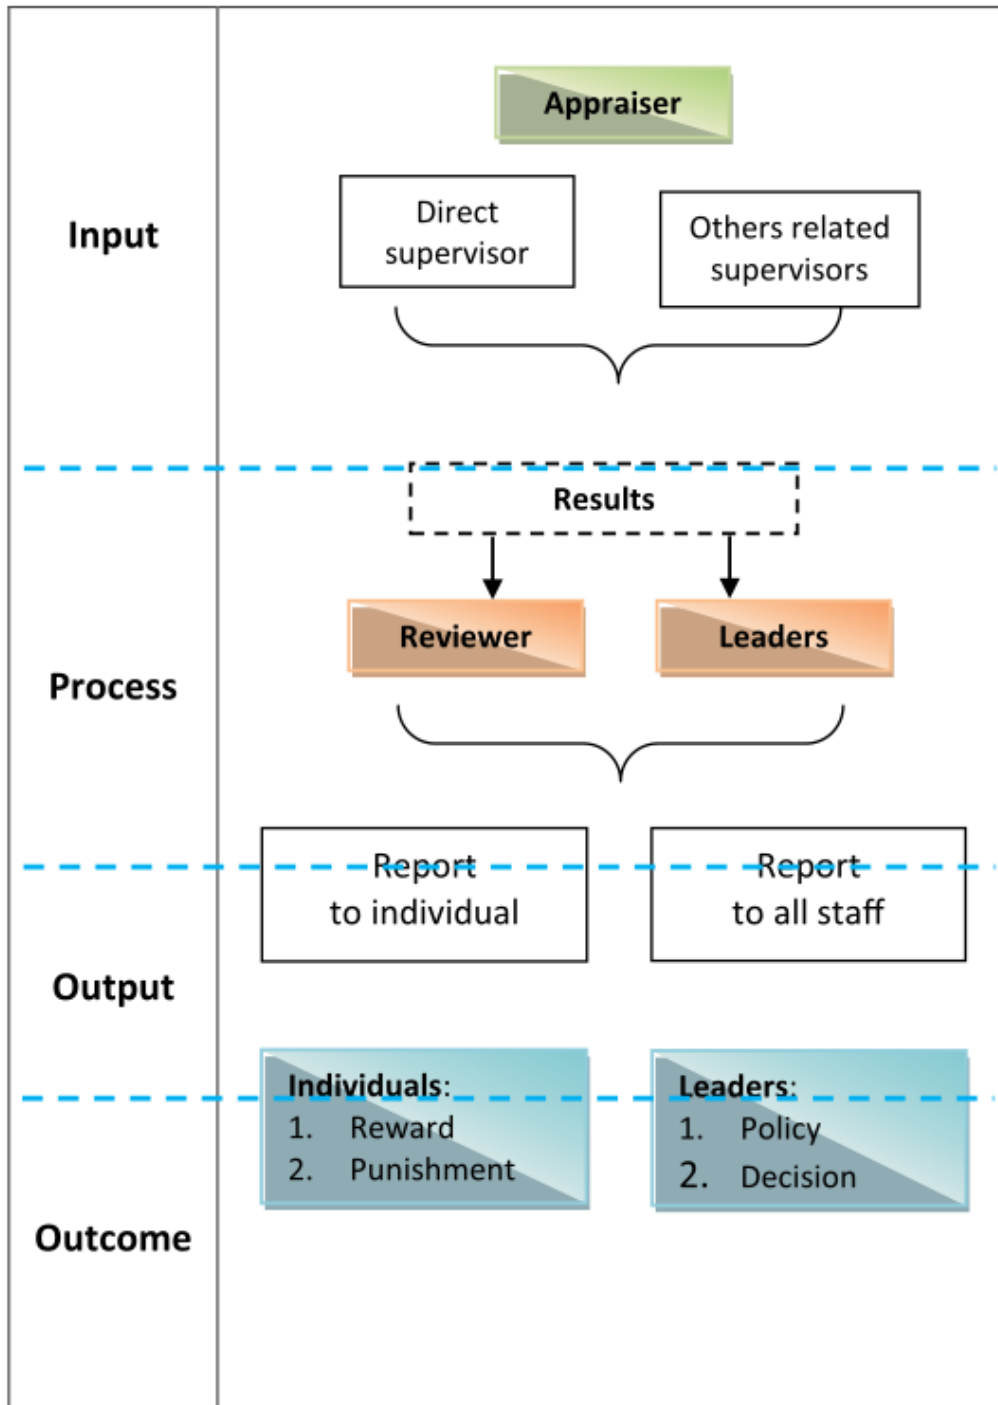 Input
Appraiser
Direct
supervisor
Others related
supervisors
Process
Results
Reviewer
Leaders
Report
to individual
Report
to all staff
Output
Individuals:
1. Reward
2. Punishment
Leaders:
1. Policy
2. Decision
Outcome